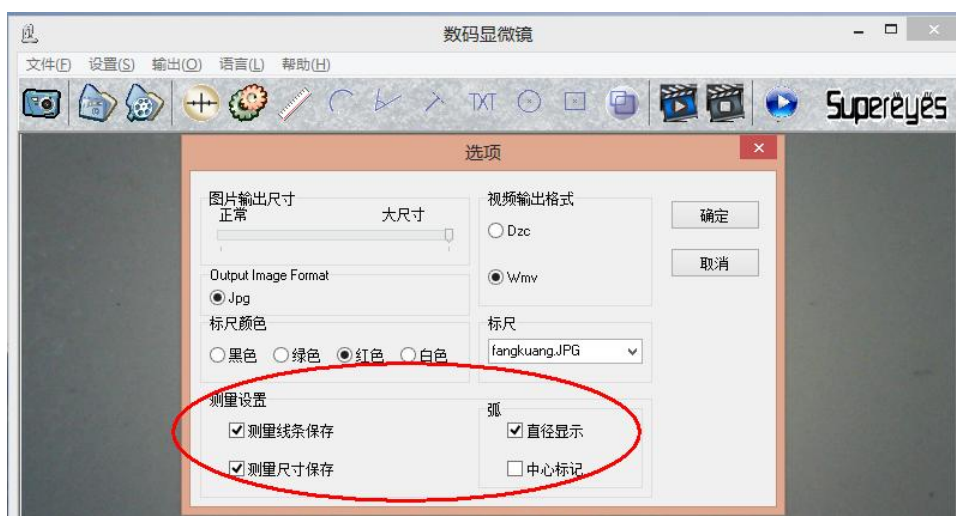 数码显微镜
文件(F) 设置(S) 输出(O) 语言(L) 帮助(H)
TXT
Supereyes
选项
图片输出尺寸
正常 大尺寸
视频输出格式
Dzc
Wmv
确定
取消
Output Image Format
Jpg
标尺颜色
黑色 绿色 红色 白色
标尺
fangkuang.JPG
测量设置
测量线条保存
测量尺寸保存
弧
直径显示
中心标记